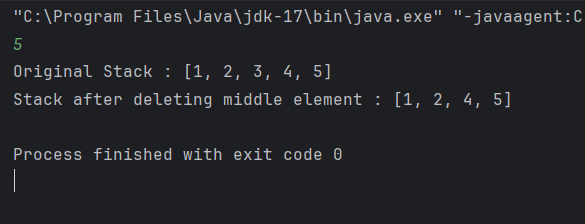 "C:\Program Files\Java\jdk-17\bin\java.exe" "-javaagent:C
5
Original Stack : [1, 2, 3, 4, 5]
Stack after deleting middle element : [1, 2, 4, 5]
Process finished with exit code 0